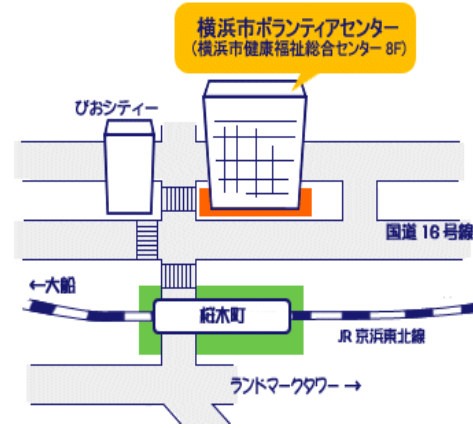 横浜市ボランティアセンター
（横浜市健康福祉総合センター 8F）
ぴおシティー
国道 16 号線
←大船
桜木町
JR 京浜東北線
ランドマークタワー →